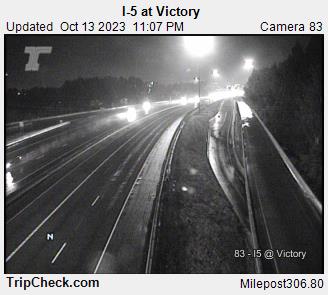 I-5 at Victory
Updated Oct 13 2023 11:07 PM Camera 83
T
N
83 - I5 @ Victory
TripCheck.com Milepost306.80